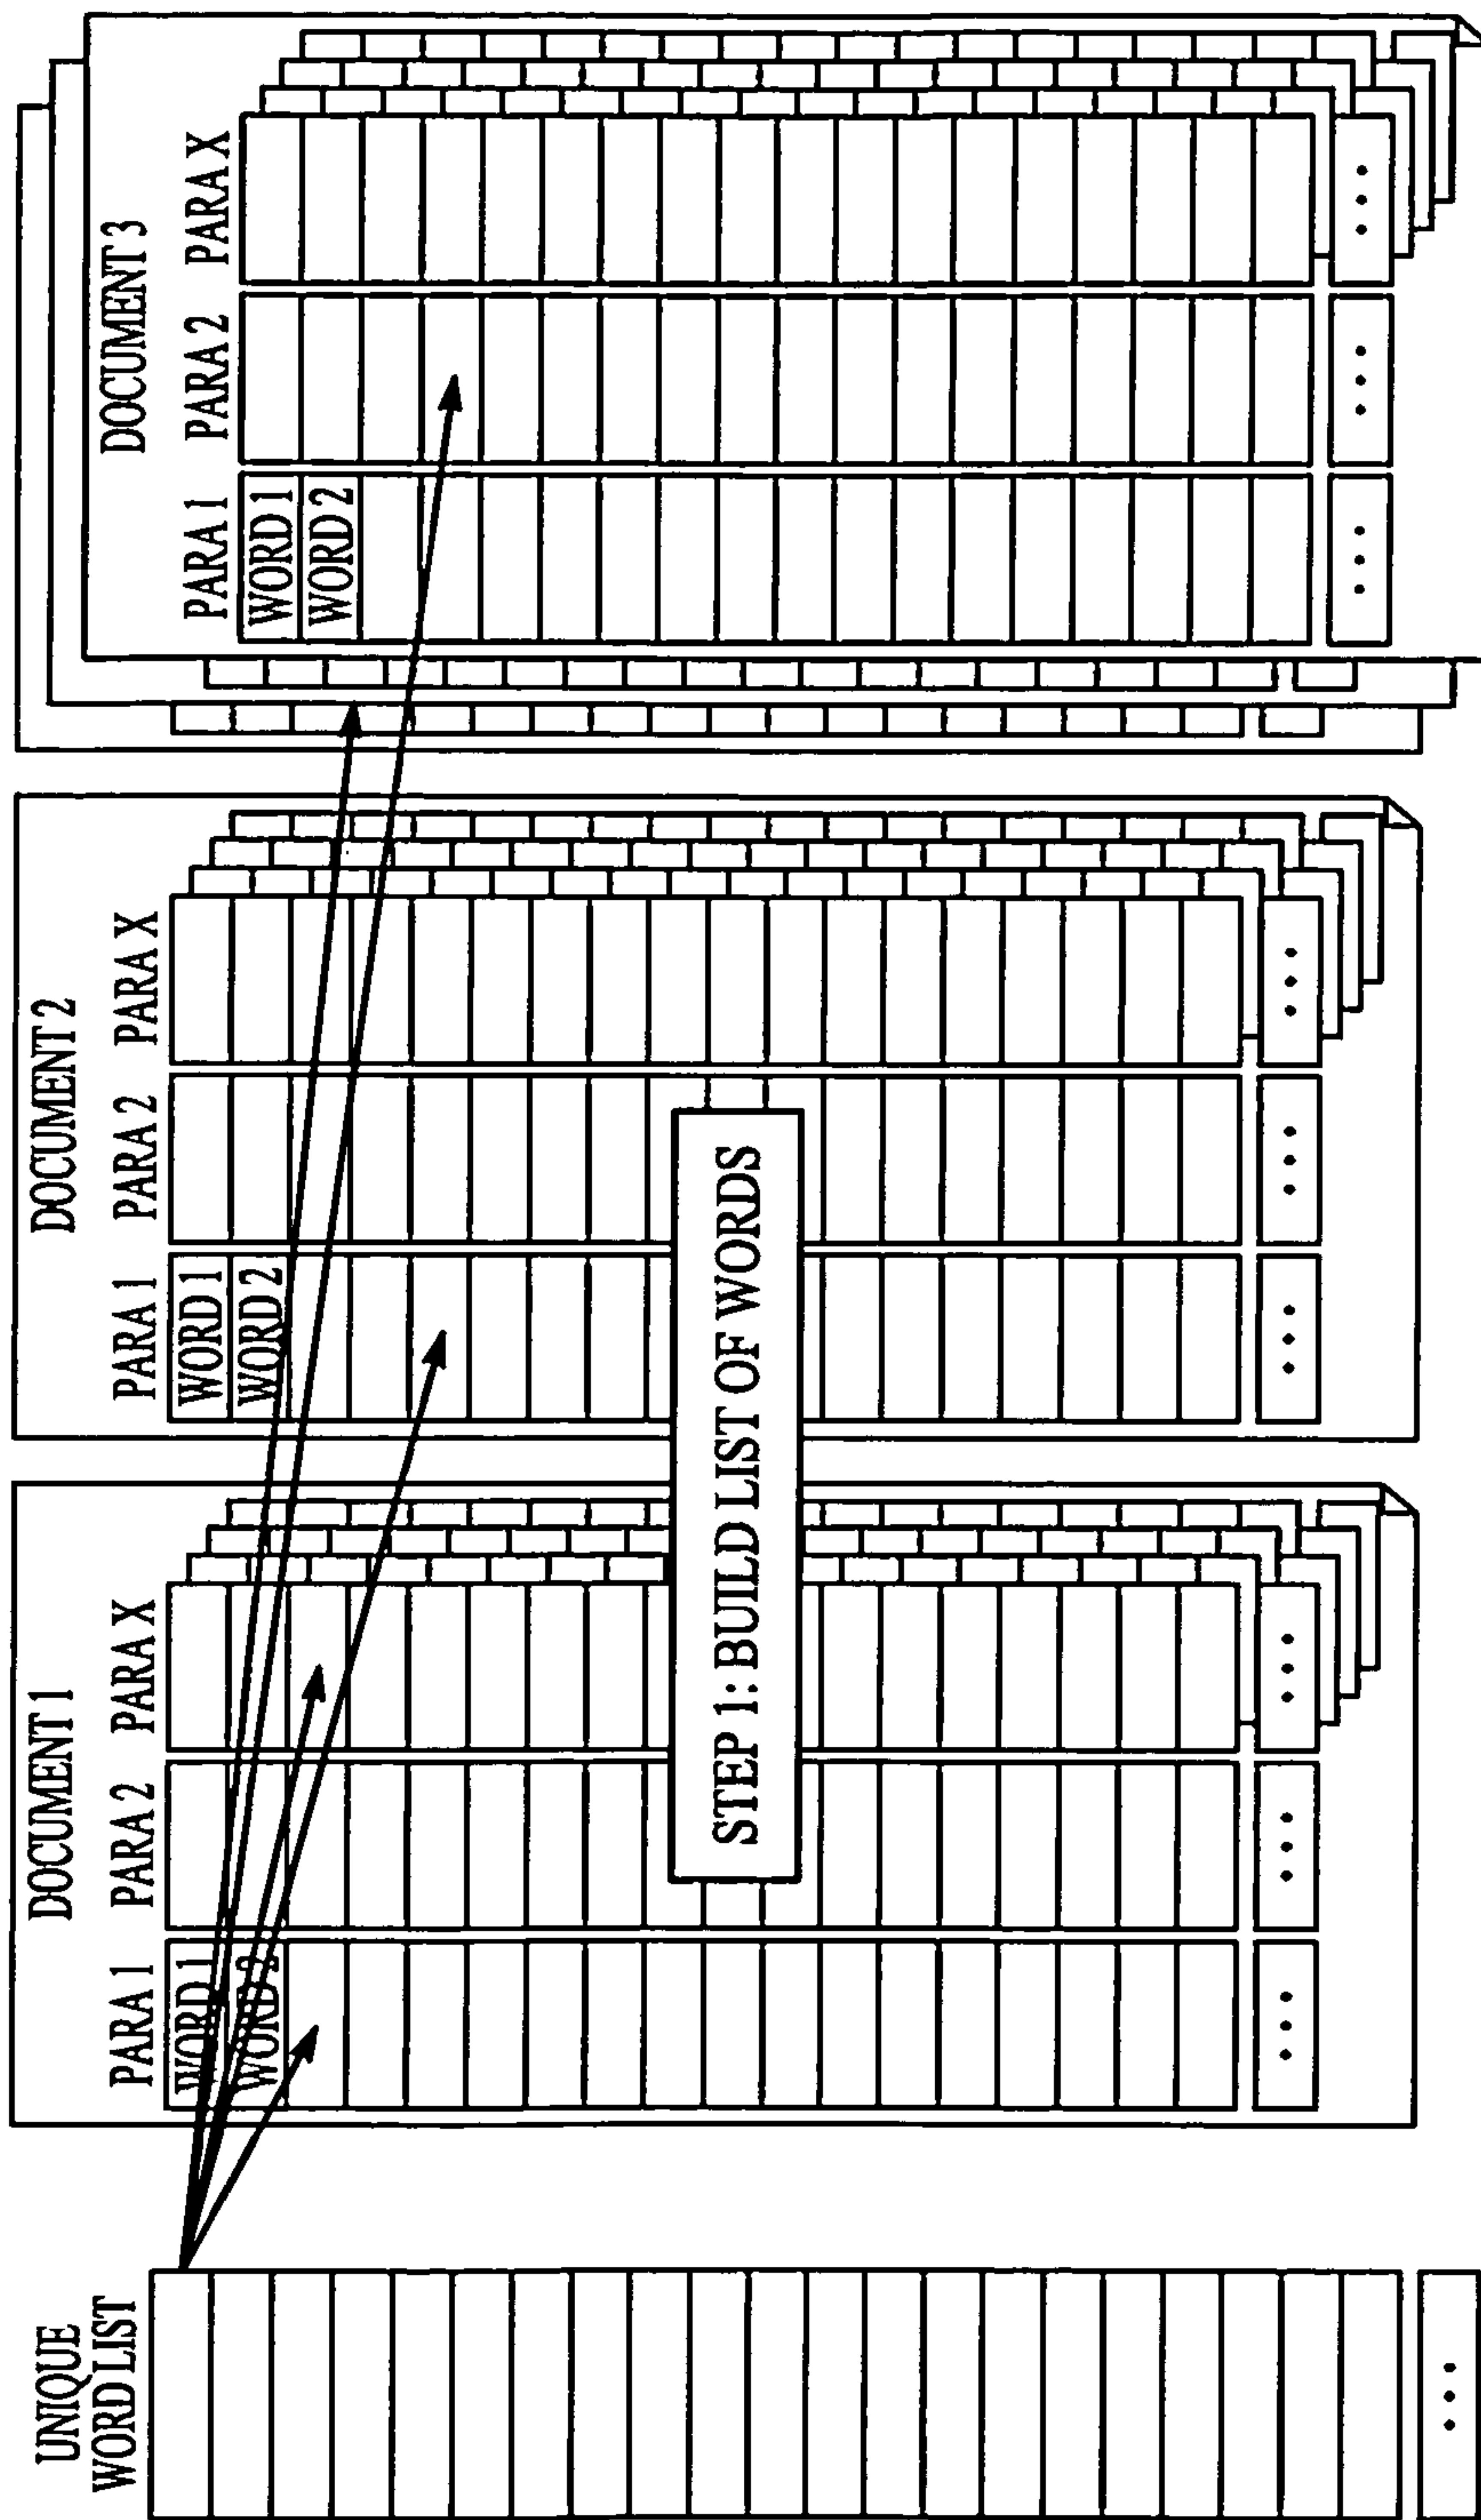 UNIQUE
WORD LIST
DOCUMENT 1
PARA 1 PARA 2 PARA X
WORD 1
WORD 2
...
... ... ...
DOCUMENT 2
PARA 1 PARA 2 PARA X
WORD 1
WORD 2
... ... ...
DOCUMENT 3
PARA 1 PARA 2 PARA X
WORD 1
WORD 2
... ... ...
STEP 1: BUILD LIST OF WORDS